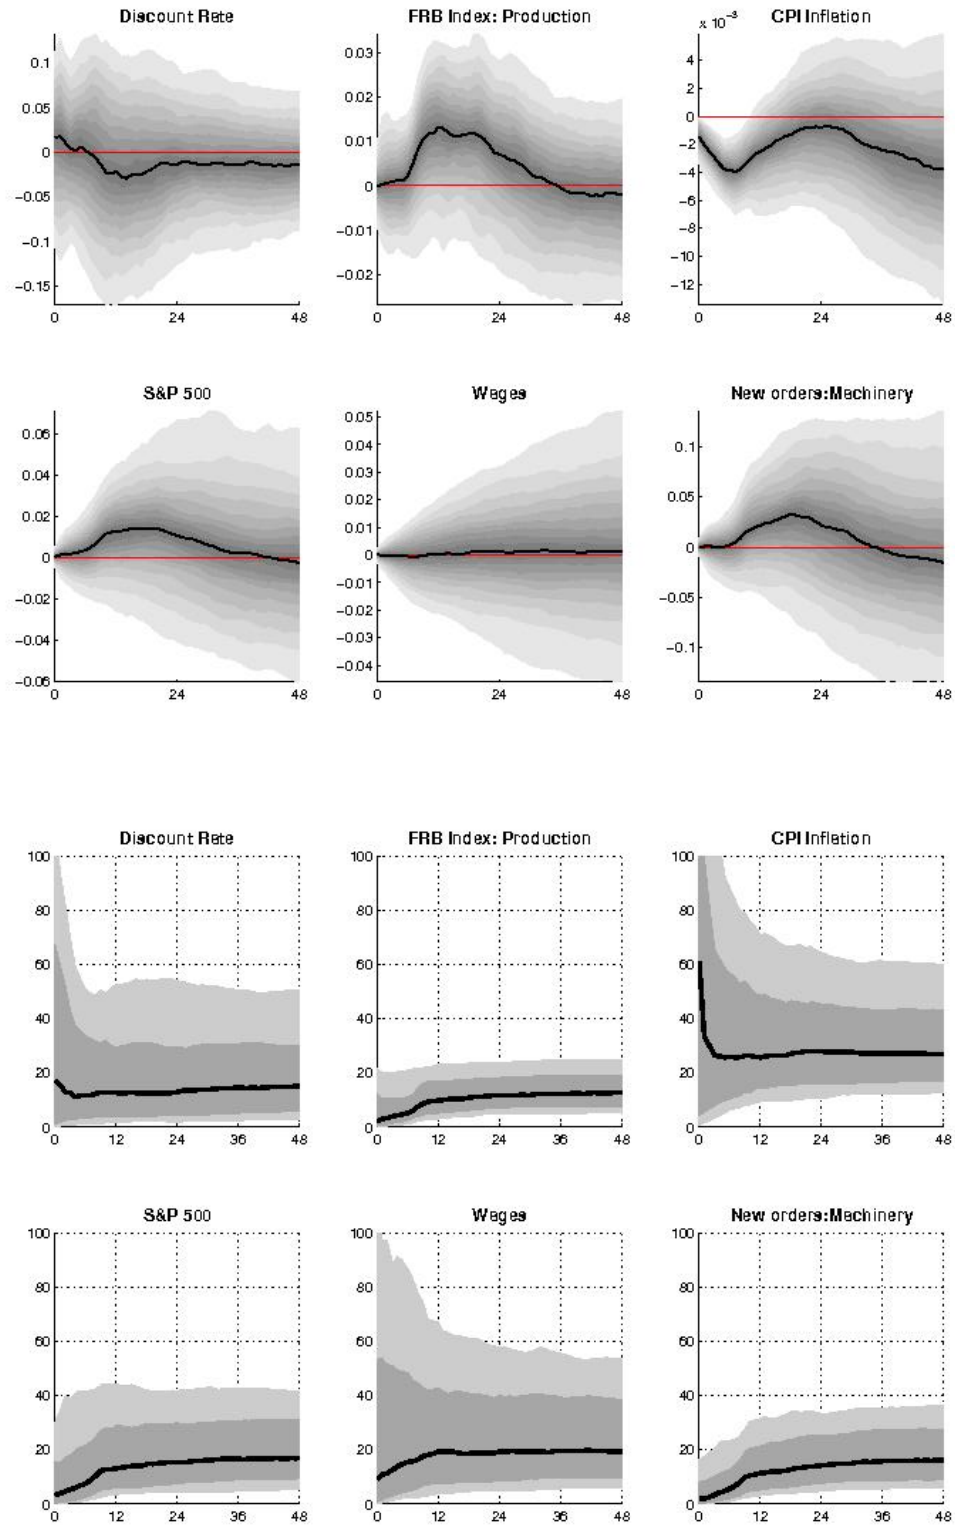 Discount Rate FRB Index: Production CPI Inflation
x 10⁻³
0.1 0.03 4
0.05 0.02 2
0 0.01 0
−0.05 0 −2
−0.1 −0.01 −4
−0.15 −0.02 −6
−8
−10
−12
0 24 48 0 24 48 0 24 48
S&P 500 Wages New orders:Machinery
0.06 0.05 0.1
0.04 0.04 0.05
0.02 0.03 0
0 0.02 −0.05
−0.02 0.01 −0.1
−0.04 0
−0.06 −0.01
−0.02
−0.03
−0.04
0 24 48 0 24 48 0 24 48
Discount Rate FRB Index: Production CPI Inflation
100 100 100
80 80 80
60 60 60
40 40 40
20 20 20
0 0 0
0 12 24 36 48 0 12 24 36 48 0 12 24 36 48
S&P 500 Wages New orders:Machinery
100 100 100
80 80 80
60 60 60
40 40 40
20 20 20
0 0 0
0 12 24 36 48 0 12 24 36 48 0 12 24 36 48